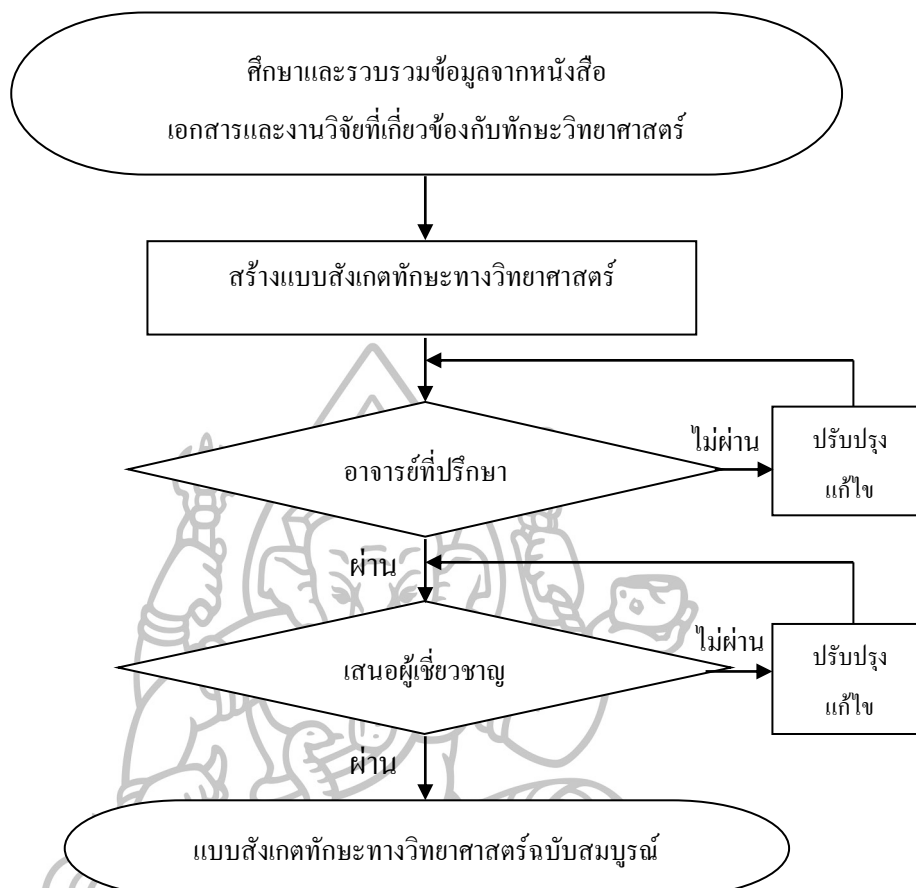 ศึกษาและรวบรวมข้อมูลจากหนังสือ
เอกสารและงานวิจัยที่เกี่ยวข้องกับทักษะวิทยาศาสตร์
สร้างแบบสังเกตทักษะทางวิทยาศาสตร์
อาจารย์ที่ปรึกษา
ไม่ผ่าน
ปรับปรุง
แก้ไข
ผ่าน
เสนอผู้เชี่ยวชาญ
ไม่ผ่าน
ปรับปรุง
แก้ไข
ผ่าน
แบบสังเกตทักษะทางวิทยาศาสตร์ฉบับสมบูรณ์